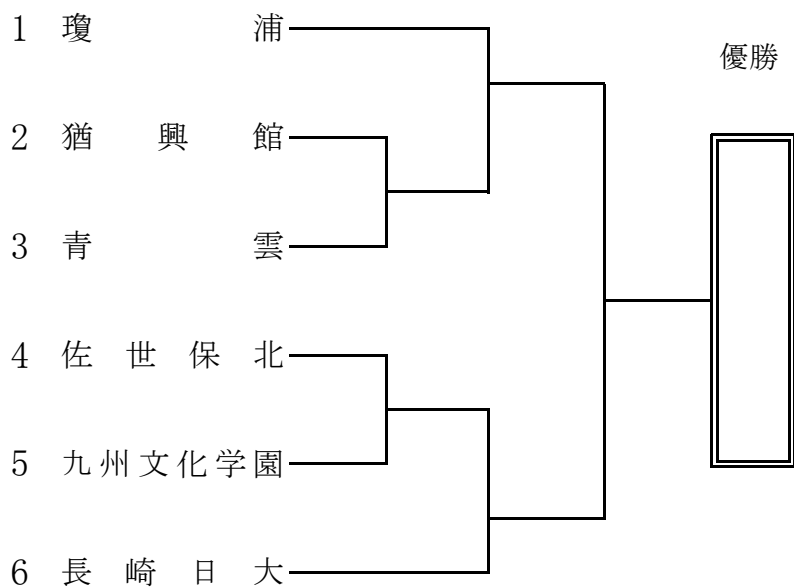 1 瓊浦
優勝
2 猶興館
3 青雲
4 佐世保北
5 九州文化学園
6 長崎日大